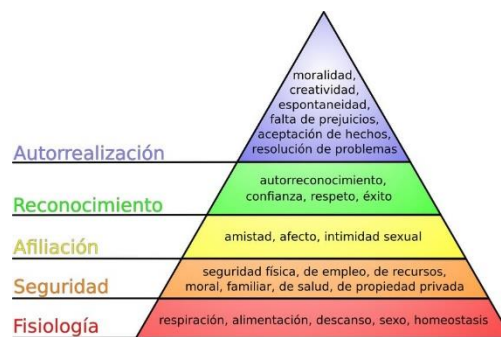 moralidad,
creatividad,
espontaneidad,
falta de prejuicios,
aceptación de hechos,
resolución de problemas
Autorrealización
autorreconocimiento,
confianza, respeto, éxito
Reconocimiento
amistad, afecto, intimidad sexual
Afiliación
seguridad física, de empleo, de recursos,
moral, familiar, de salud, de propiedad privada
Seguridad
respiración, alimentación, descanso, sexo, homeostasis
Fisiología